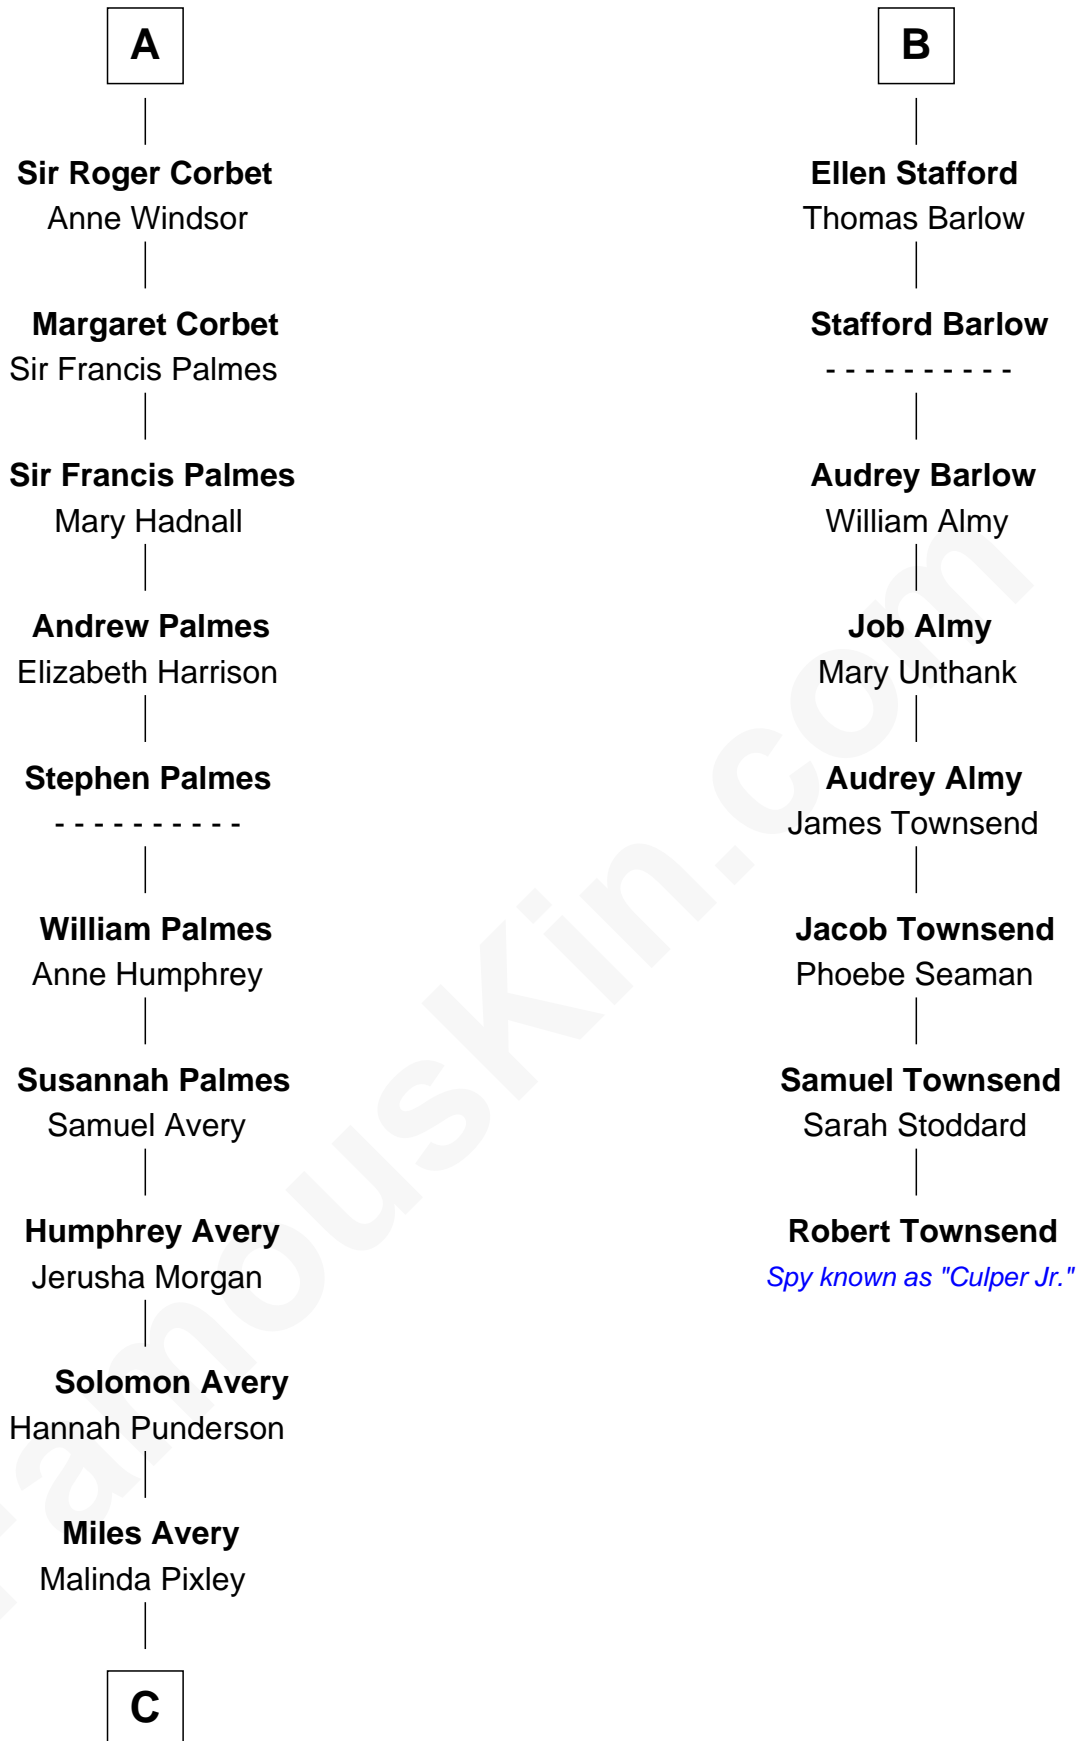 A
Sir Roger Corbet
Anne Windsor
Margaret Corbet
Sir Francis Palmes
Sir Francis Palmes
Mary Hadnall
Andrew Palmes
Elizabeth Harrison
Stephen Palmes
- - - - - - - - - -
William Palmes
Anne Humphrey
Susannah Palmes
Samuel Avery
Humphrey Avery
Jerusha Morgan
Solomon Avery
Hannah Punderson
Miles Avery
Malinda Pixley
C
B
Ellen Stafford
Thomas Barlow
Stafford Barlow
- - - - - - - - - -
Audrey Barlow
William Almy
Job Almy
Mary Unthank
Audrey Almy
James Townsend
Jacob Townsend
Phoebe Seaman
Samuel Townsend
Sarah Stoddard
Robert Townsend
Spy known as "Culper Jr."
FamousKin.com